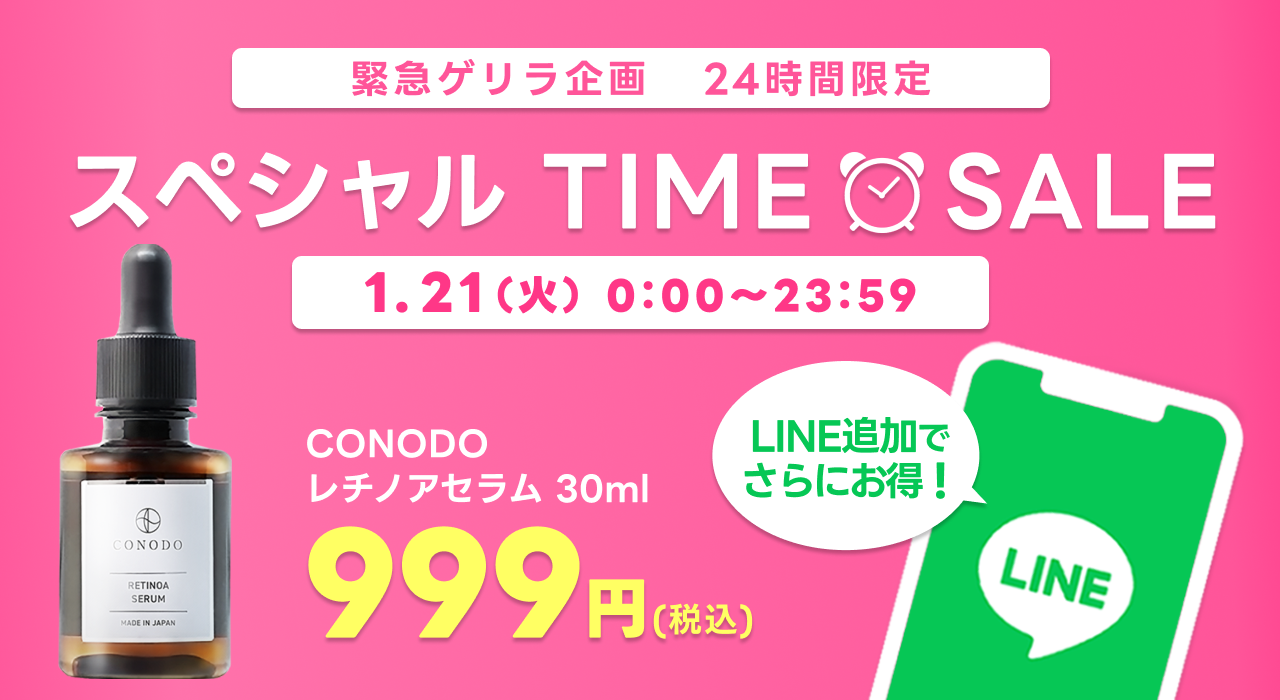 緊急ゲリラ企画 24時間限定
スペシャル TIME SALE
1.21(火) 0:00〜23:59
CONODO
レチノアセラム 30ml
999円(税込)
LINE追加で
さらにお得！
LINE
CONODO
RETINOA
SERUM
MADE IN JAPAN